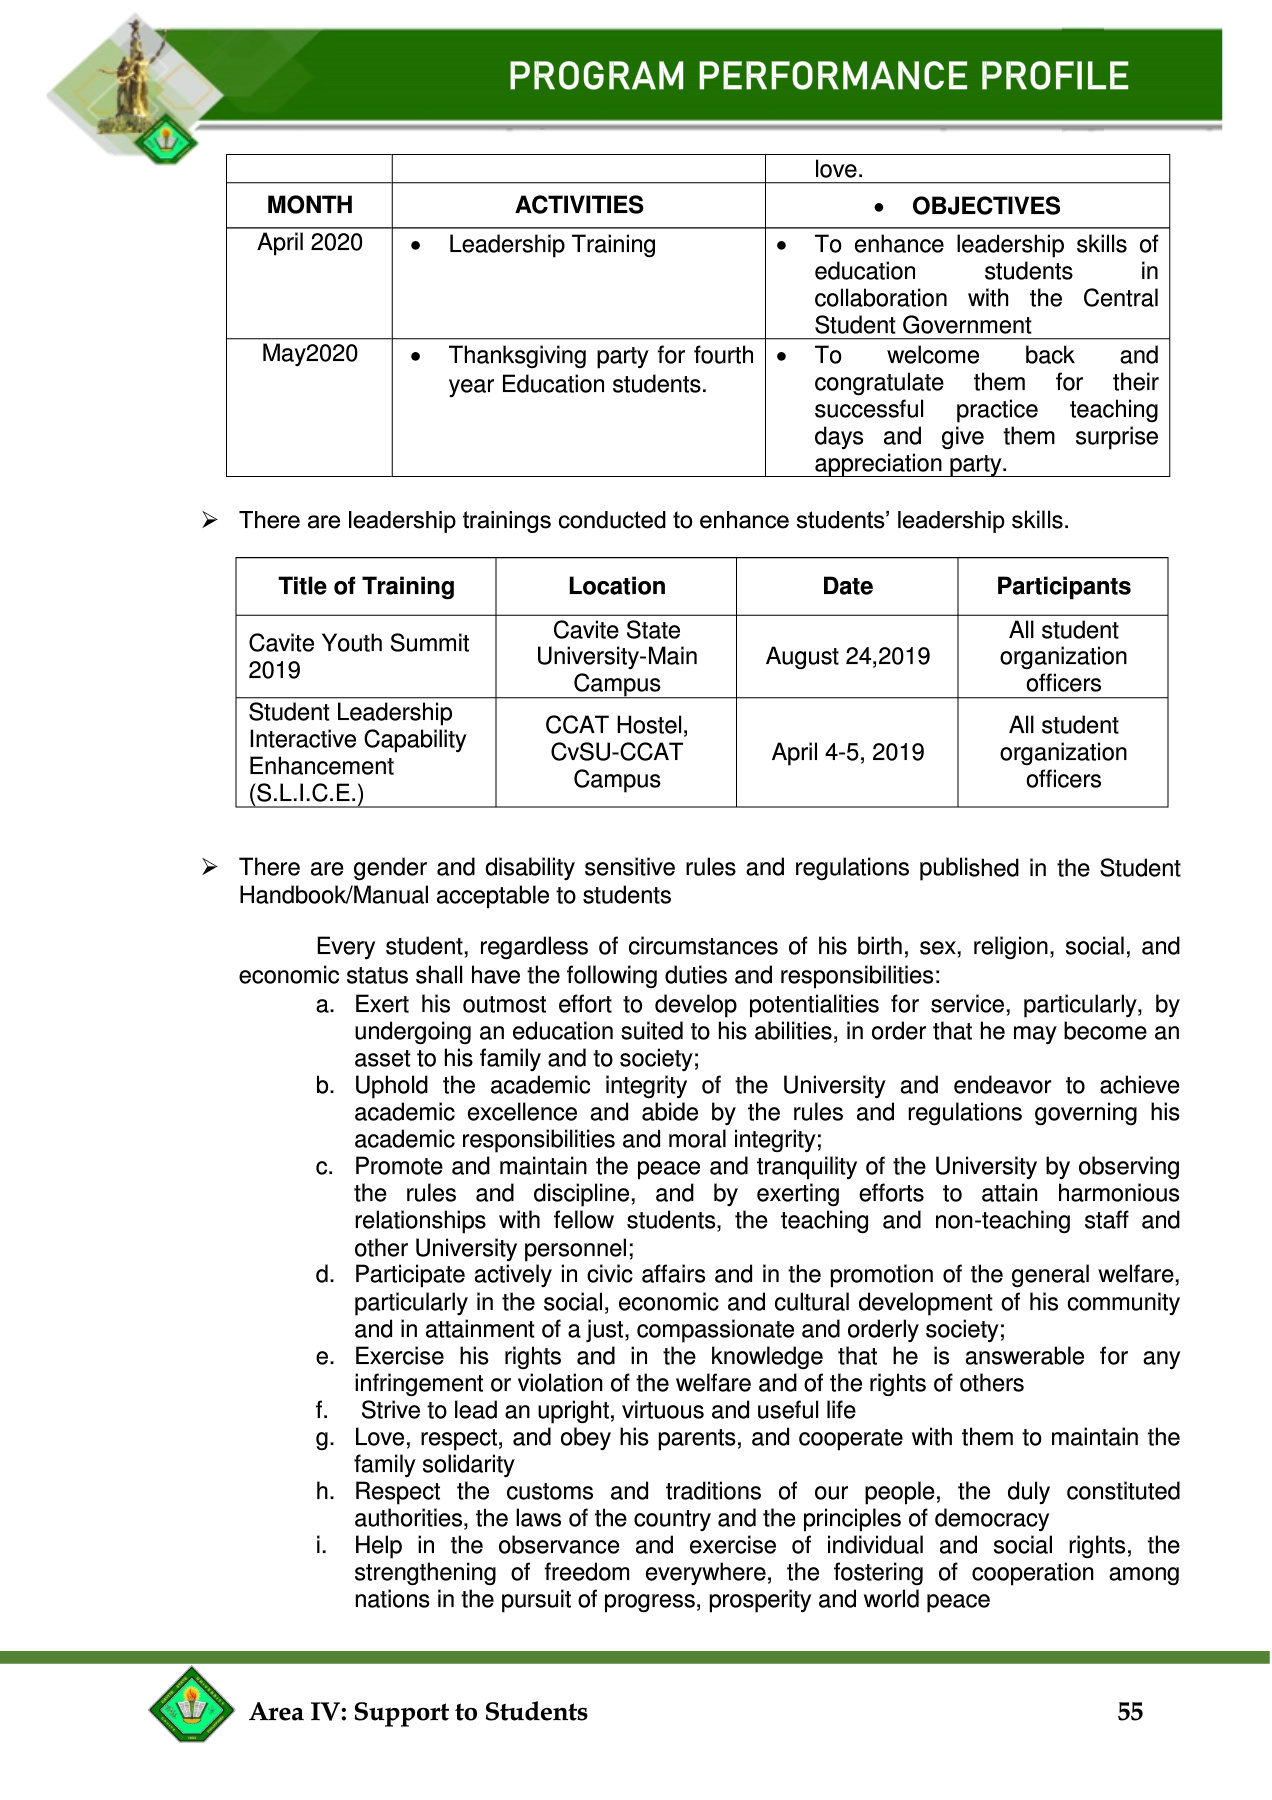 PROGRAM PERFORMANCE PROFILE
love.
MONTH ACTIVITIES • OBJECTIVES
April 2020
• Leadership Training
• To enhance leadership skills of
education students in
collaboration with the Central
Student Government
May2020
• Thanksgiving party for fourth
year Education students.
• To welcome back and
congratulate them for their
successful practice teaching
days and give them surprise
appreciation party.
➢ There are leadership trainings conducted to enhance students’ leadership skills.
Title of Training Location Date Participants
Cavite Youth Summit
2019
Cavite State
University-Main
Campus
August 24,2019
All student
organization
officers
Student Leadership
Interactive Capability
Enhancement
(S.L.I.C.E.)
CCAT Hostel,
CvSU-CCAT
Campus
April 4-5, 2019
All student
organization
officers
➢ There are gender and disability sensitive rules and regulations published in the Student
Handbook/Manual acceptable to students
Every student, regardless of circumstances of his birth, sex, religion, social, and
economic status shall have the following duties and responsibilities:
a. Exert his outmost effort to develop potentialities for service, particularly, by
undergoing an education suited to his abilities, in order that he may become an
asset to his family and to society;
b. Uphold the academic integrity of the University and endeavor to achieve
academic excellence and abide by the rules and regulations governing his
academic responsibilities and moral integrity;
c. Promote and maintain the peace and tranquility of the University by observing
the rules and discipline, and by exerting efforts to attain harmonious
relationships with fellow students, the teaching and non-teaching staff and
other University personnel;
d. Participate actively in civic affairs and in the promotion of the general welfare,
particularly in the social, economic and cultural development of his community
and in attainment of a just, compassionate and orderly society;
e. Exercise his rights and in the knowledge that he is answerable for any
infringement or violation of the welfare and of the rights of others
f. Strive to lead an upright, virtuous and useful life
g. Love, respect, and obey his parents, and cooperate with them to maintain the
family solidarity
h. Respect the customs and traditions of our people, the duly constituted
authorities, the laws of the country and the principles of democracy
i. Help in the observance and exercise of individual and social rights, the
strengthening of freedom everywhere, the fostering of cooperation among
nations in the pursuit of progress, prosperity and world peace
Area IV: Support to Students 55